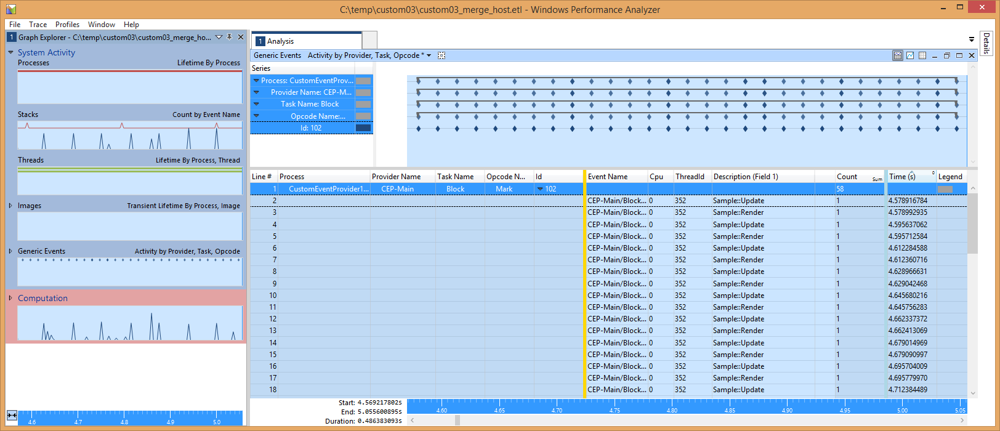 C:\temp\custom03\custom03_merge_host.etl - Windows Performance Analyzer
File Trace Profiles Window Help
1 Graph Explorer - C:\temp\custom03\custom03_merge_ho...
System Activity
Processes Lifetime By Process
Stacks Count by Event Name
Threads Lifetime By Process, Thread
Images Transient Lifetime By Process, Image
Generic Events Activity by Provider, Task, Opcode
Computation
4.6 4.7 4.8 4.9 5.0
1 Analysis
Details
Generic Events Activity by Provider, Task, Opcode *
Series
Process: CustomEventProv...
Provider Name: CEP-M...
Task Name: Block
Opcode Name:...
Id: 102
Line # Process Provider Name Task Name Opcode N... Id Event Name Cpu ThreadId Description (Field 1) Count Sum Time (s) 0 Legend
1 CustomEventProvider1... CEP-Main Block Mark 102 58
2 CEP-Main/Block... 0 352 Sample::Update 1 4.578916784
3 CEP-Main/Block... 0 352 Sample::Render 1 4.578992935
4 CEP-Main/Block... 0 352 Sample::Update 1 4.595637062
5 CEP-Main/Block... 0 352 Sample::Render 1 4.595712584
6 CEP-Main/Block... 0 352 Sample::Update 1 4.612284588
7 CEP-Main/Block... 0 352 Sample::Render 1 4.612360716
8 CEP-Main/Block... 0 352 Sample::Update 1 4.628966631
9 CEP-Main/Block... 0 352 Sample::Render 1 4.629042468
10 CEP-Main/Block... 0 352 Sample::Update 1 4.645680216
11 CEP-Main/Block... 0 352 Sample::Render 1 4.645756283
12 CEP-Main/Block... 0 352 Sample::Update 1 4.662337372
13 CEP-Main/Block... 0 352 Sample::Render 1 4.662413069
14 CEP-Main/Block... 0 352 Sample::Update 1 4.679014969
15 CEP-Main/Block... 0 352 Sample::Render 1 4.679090997
16 CEP-Main/Block... 0 352 Sample::Update 1 4.695704009
17 CEP-Main/Block... 0 352 Sample::Render 1 4.695779970
18 CEP-Main/Block... 0 352 Sample::Update 1 4.712384489
Start: 4.569217802s
End: 5.055600895s
Duration: 0.486383093s
4.60 4.65 4.70 4.75 4.80 4.85 4.90 4.95 5.00 5.05